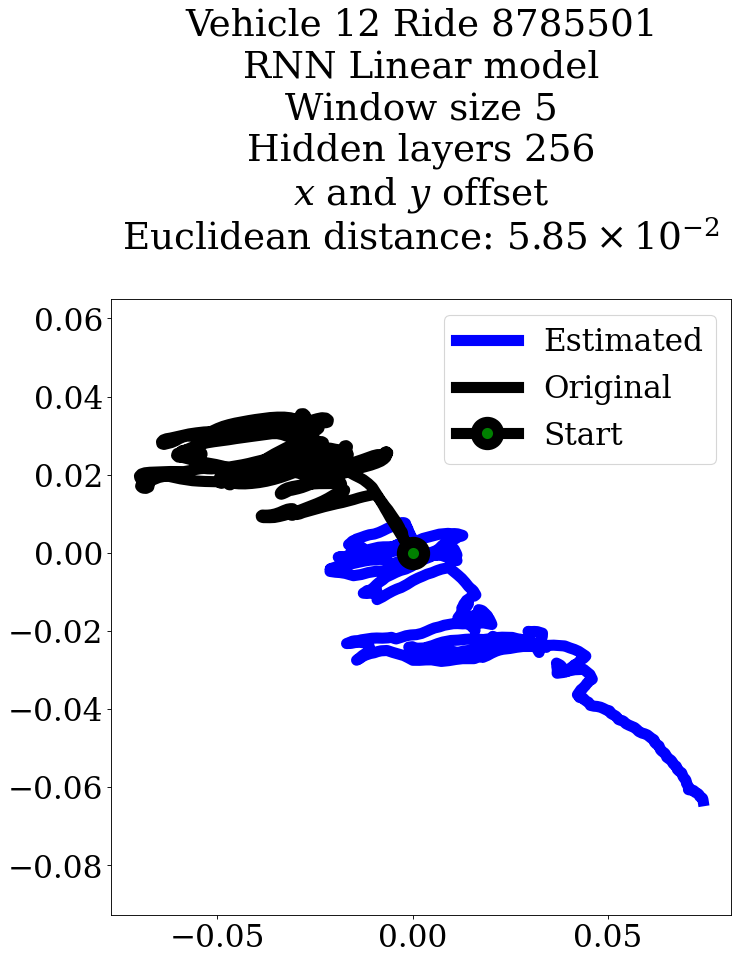 Vehicle 12 Ride 8785501
RNN Linear model
Window size 5
Hidden layers 256
x and y offset
Euclidean distance: 5.85 × 10⁻²
Estimated
Original
Start
0.06
0.04
0.02
0.00
−0.02
−0.04
−0.06
−0.08
−0.05 0.00 0.05